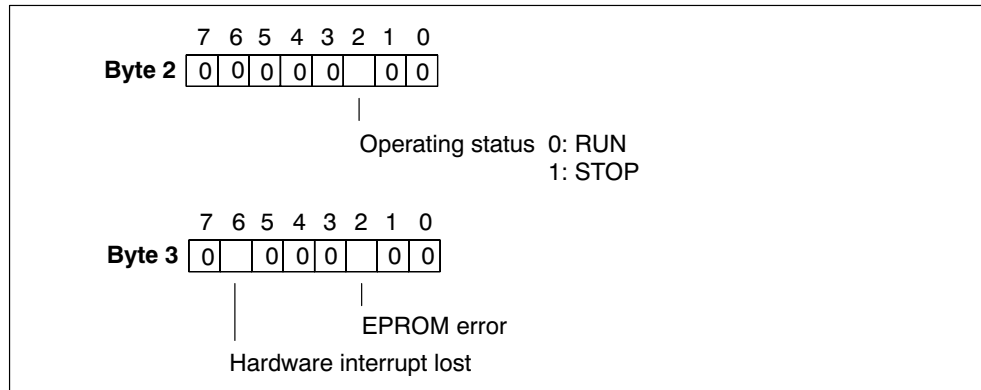 7 6 5 4 3 2 1 0
Byte 2 0 0 0 0 0 0 0
Operating status 0: RUN
1: STOP
7 6 5 4 3 2 1 0
Byte 3 0 0 0 0 0 0
EPROM error
Hardware interrupt lost